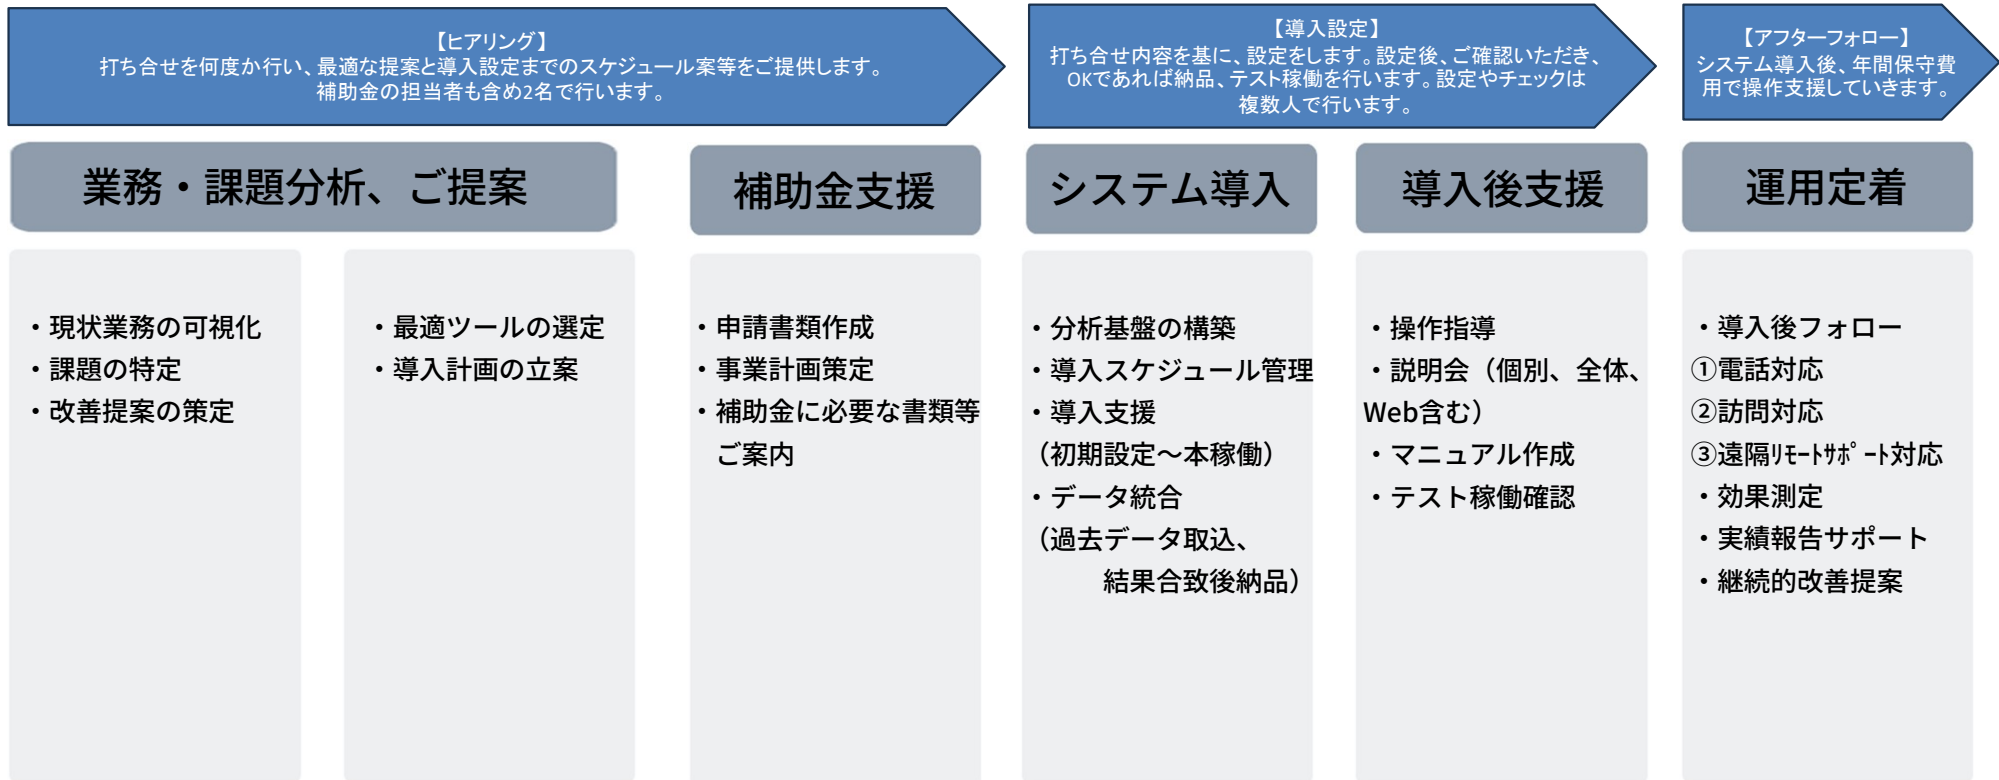 【ヒアリング】
打ち合せを何度か行い、最適な提案と導入設定までのスケジュール案等をご提供します。
補助金の担当者も含め2名で行います。
【導入設定】
打ち合せ内容を基に、設定をします。設定後、ご確認いただき、
OKであれば納品、テスト稼働を行います。設定やチェックは
複数人で行います。
【アフターフォロー】
システム導入後、年間保守費
用で操作支援していきます。
業務・課題分析、ご提案
・現状業務の可視化
・課題の特定
・改善提案の策定
・最適ツールの選定
・導入計画の立案
補助金支援
・申請書類作成
・事業計画策定
・補助金に必要な書類等
ご案内
システム導入
・分析基盤の構築
・導入スケジュール管理
・導入支援
（初期設定～本稼働）
・データ統合
（過去データ取込、
結果合致後納品）
導入後支援
・操作指導
・説明会（個別、全体、
Web含む）
・マニュアル作成
・テスト稼働確認
運用定着
・導入後フォロー
①電話対応
②訪問対応
③遠隔ﾘﾓｰﾄｻﾎﾟｰﾄ対応
・効果測定
・実績報告サポート
・継続的改善提案